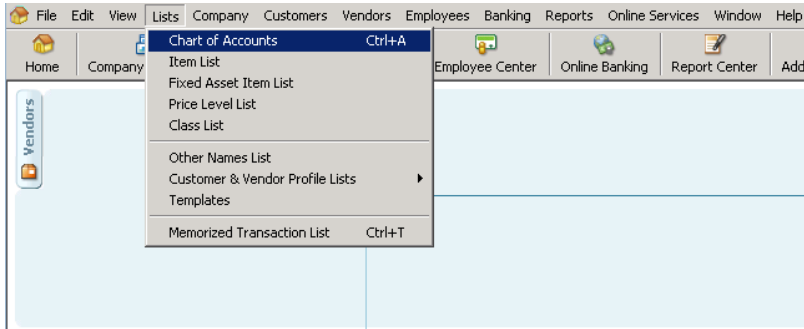 File Edit View Lists Company Customers Vendors Employees Banking Reports Online Services Window Help
Home Company Employee Center Online Banking Report Center Add
Chart of Accounts Ctrl+A
Item List
Fixed Asset Item List
Price Level List
Class List
Other Names List
Customer & Vendor Profile Lists
Templates
Memorized Transaction List Ctrl+T
Vendors